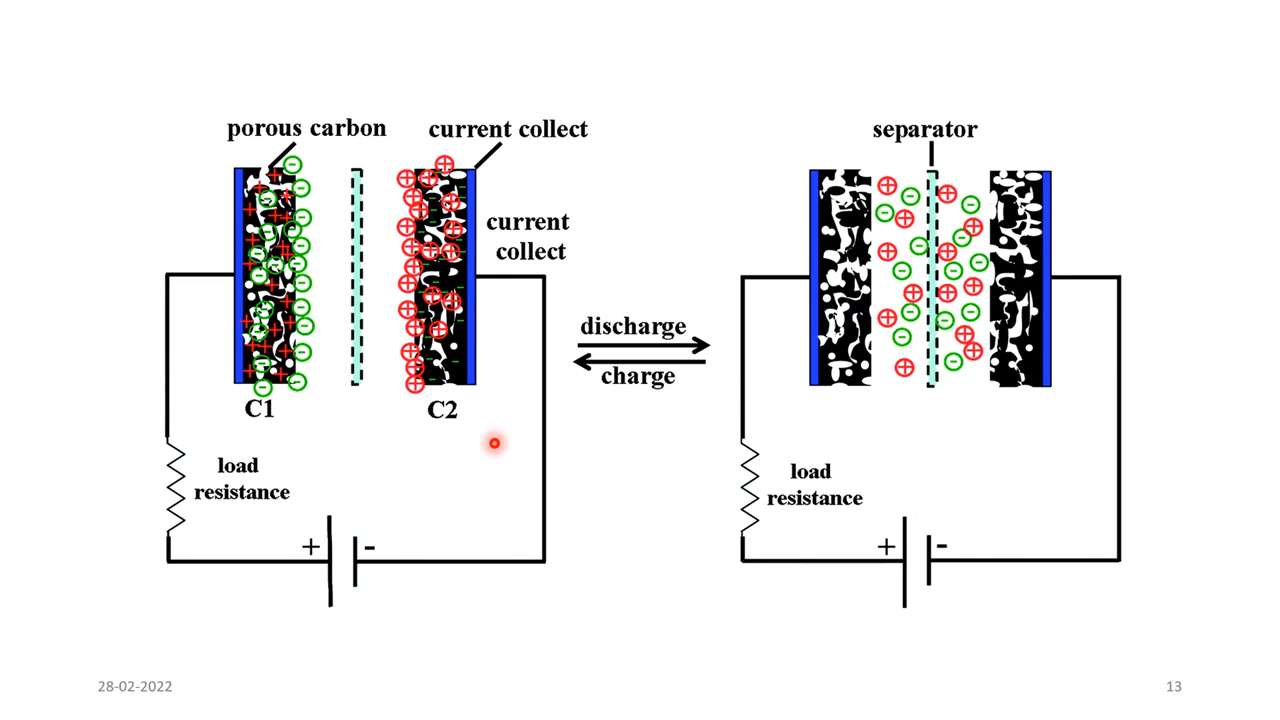 porous carbon
current collect
current
collect
C1
C2
load
resistance
+
-
discharge
charge
separator
load
resistance
+
-
28-02-2022
13